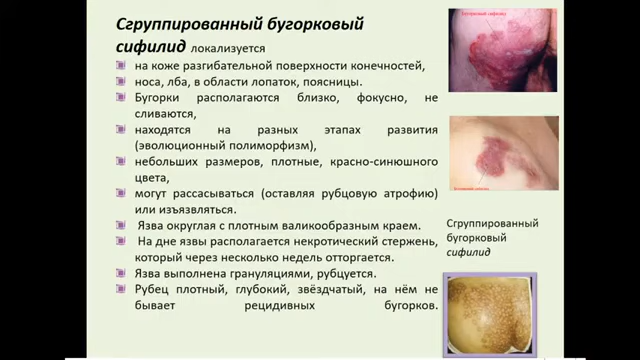 Сгруппированный бугорковый
сифилид локализуется
на коже разгибательной поверхности конечностей,
носа, лба, в области лопаток, поясницы.
Бугорки располагаются близко, фокусно, не
сливаются,
находятся на разных этапах развития
(эволюционный полиморфизм),
небольших размеров, плотные, красно-синюшного
цвета,
могут рассасываться (оставляя рубцовую атрофию)
или изъязвляться.
Язва округлая с плотным валикообразным краем.
На дне язвы располагается некротический стержень,
который через несколько недель отторгается.
Язва выполнена грануляциями, рубцуется.
Рубец плотный, глубокий, звёздчатый, на нём не
бывает рецидивных бугорков.
Сгруппированный
бугорковый
сифилид